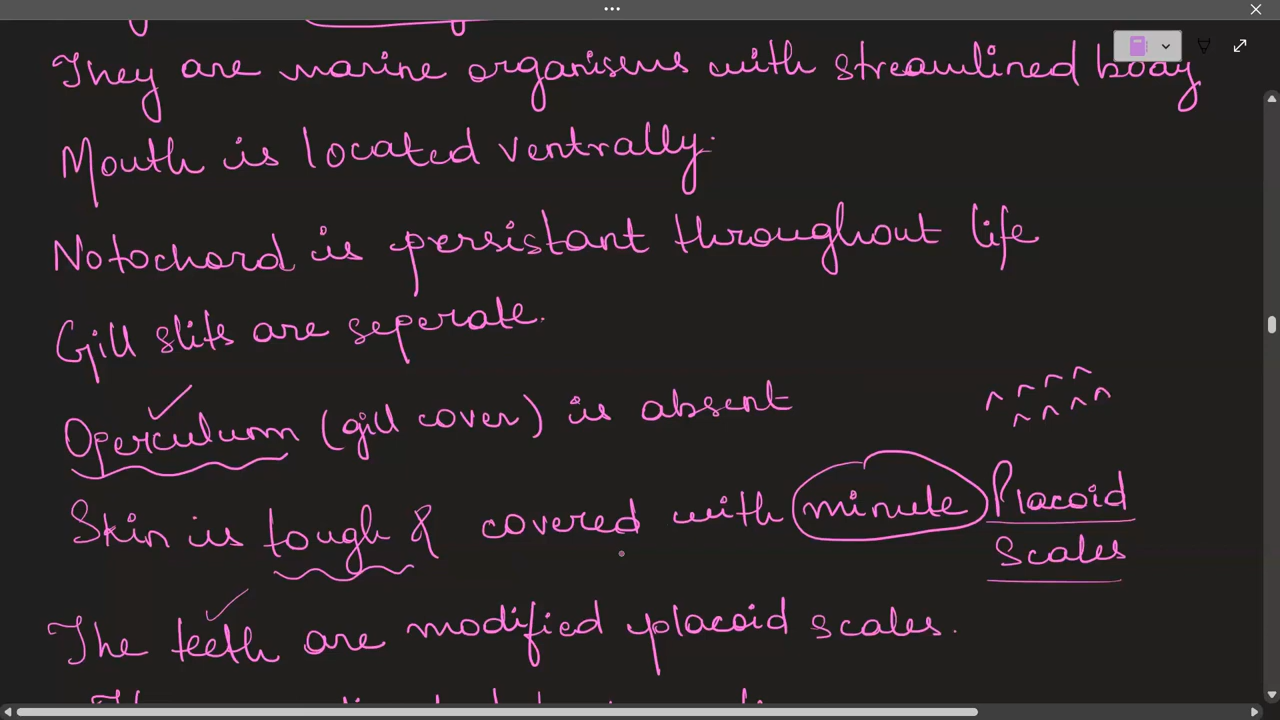 They are marine organisms with streamlined body
Mouth is located ventrally.
Notochord is persistant throughout life
Gill slits are seperate.
Operculum (gill cover) is absent
Skin is tough & covered with minute Placoid
Scales
The teeth are modified placoid scales.